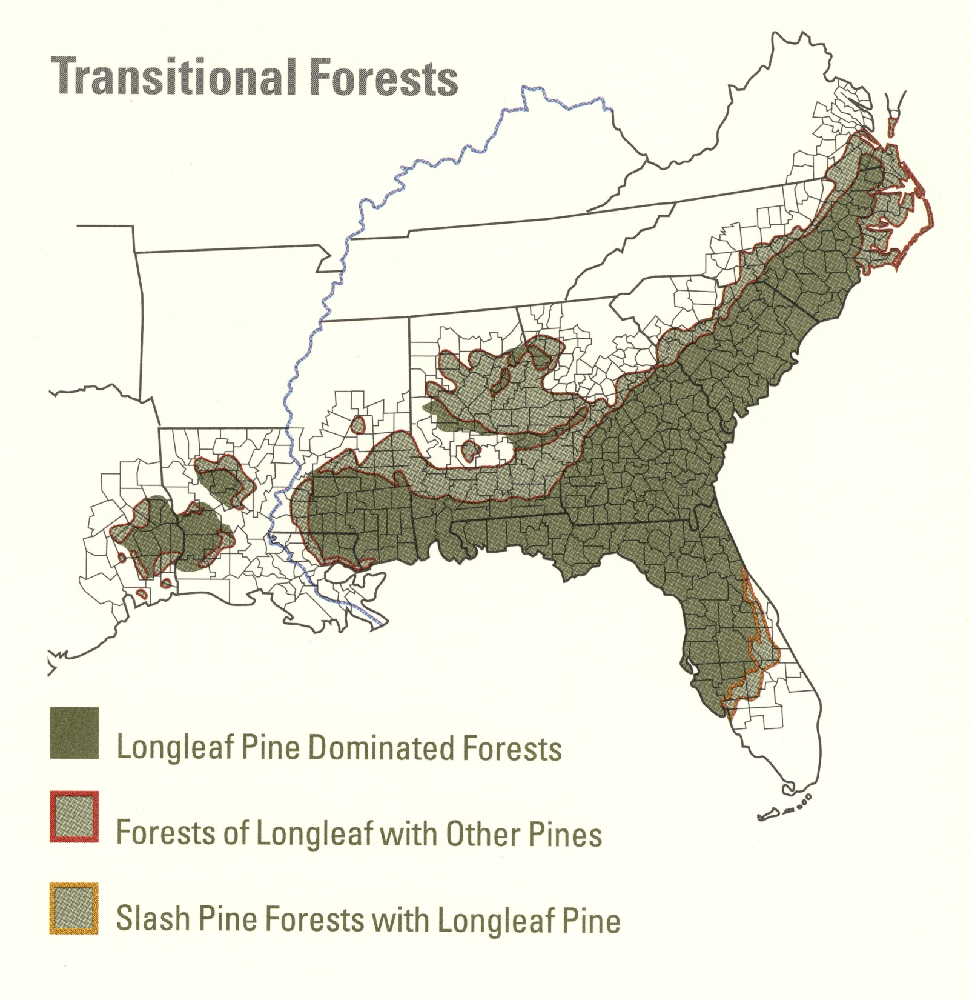 Transitional Forests
Longleaf Pine Dominated Forests
Forests of Longleaf with Other Pines
Slash Pine Forests with Longleaf Pine